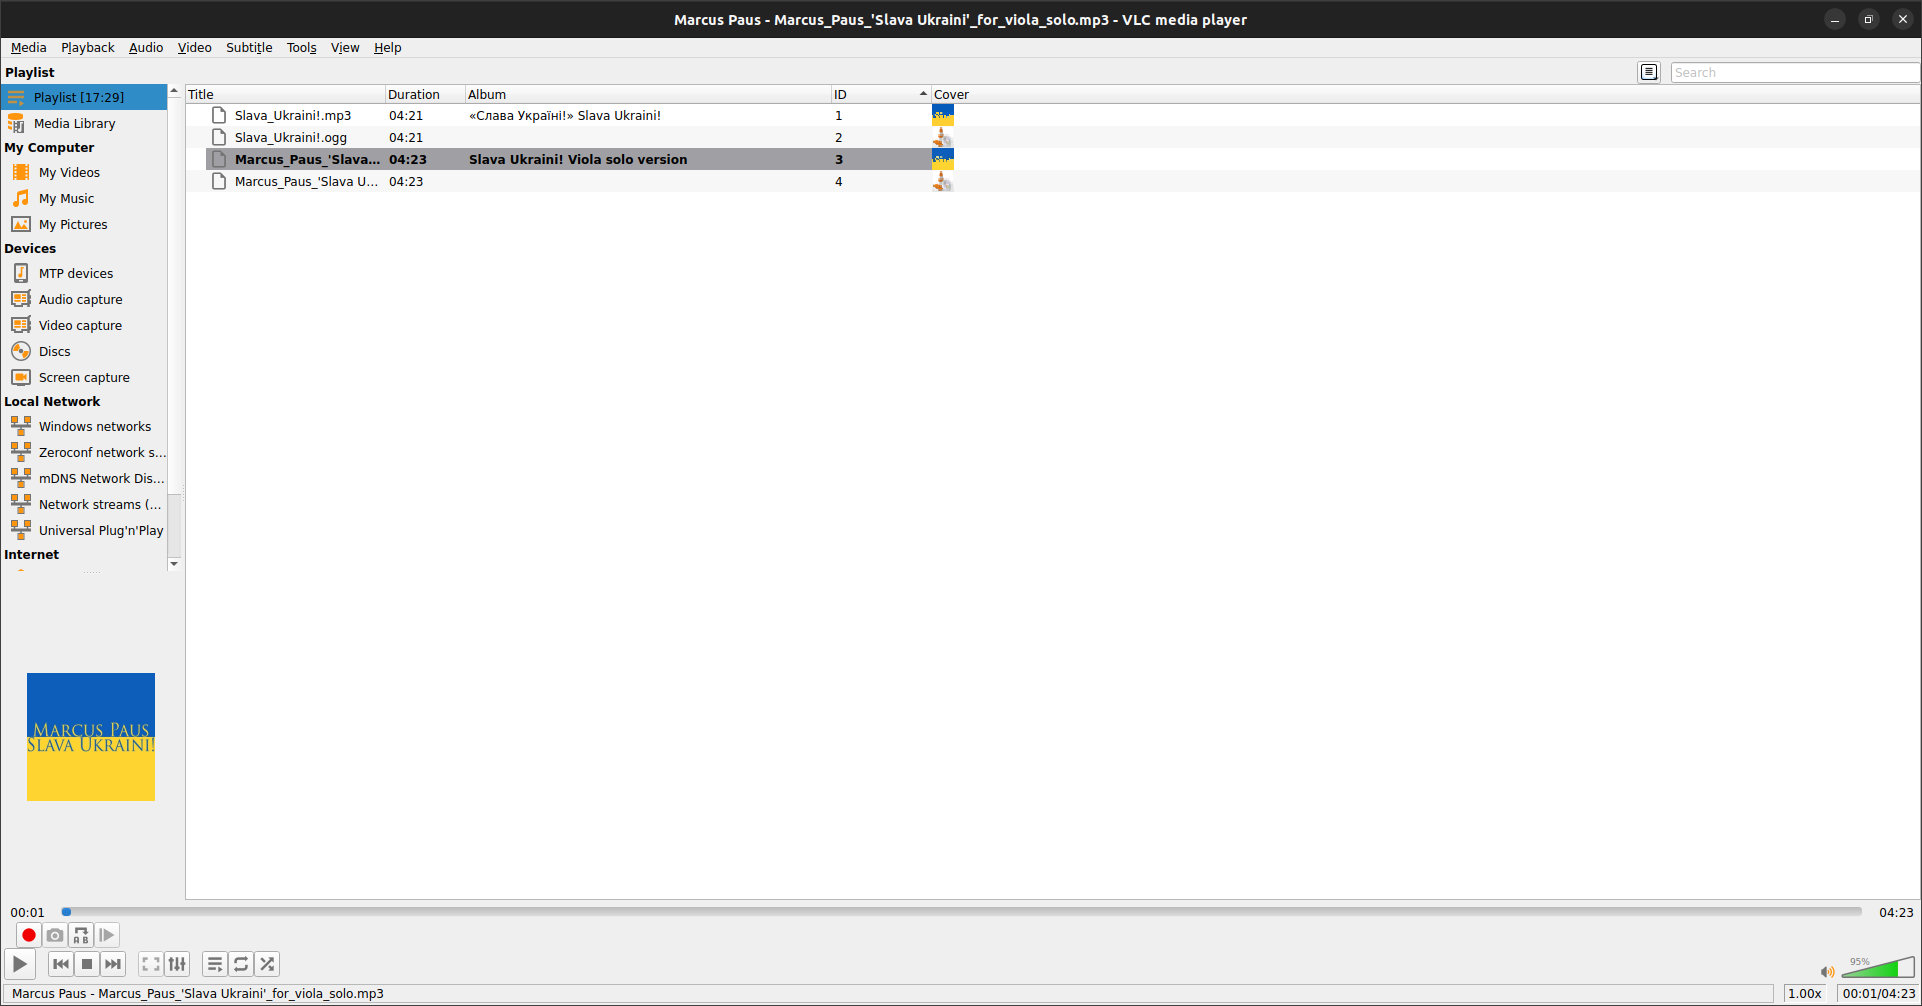 Marcus Paus - Marcus_Paus_'Slava Ukraini'_for_viola_solo.mp3 - VLC media player
Media Playback Audio Video Subtitle Tools View Help
Playlist
Search
Playlist [17:29]
Media Library
My Computer
My Videos
My Music
My Pictures
Devices
MTP devices
Audio capture
Video capture
Discs
Screen capture
Local Network
Windows networks
Zeroconf network s...
mDNS Network Dis...
Network streams (...
Universal Plug'n'Play
Internet
Title Duration Album ID Cover
Slava_Ukraini!.mp3 04:21 «Слава Україні!» Slava Ukraini! 1
Slava_Ukraini!.ogg 04:21 2
Marcus_Paus_'Slava... 04:23 Slava Ukraini! Viola solo version 3
Marcus_Paus_'Slava U... 04:23 4
MARCUS PAUS
SLAVA UKRAINI!
00:01 04:23
A B
95%
Marcus Paus - Marcus_Paus_'Slava Ukraini'_for_viola_solo.mp3 1.00x 00:01/04:23